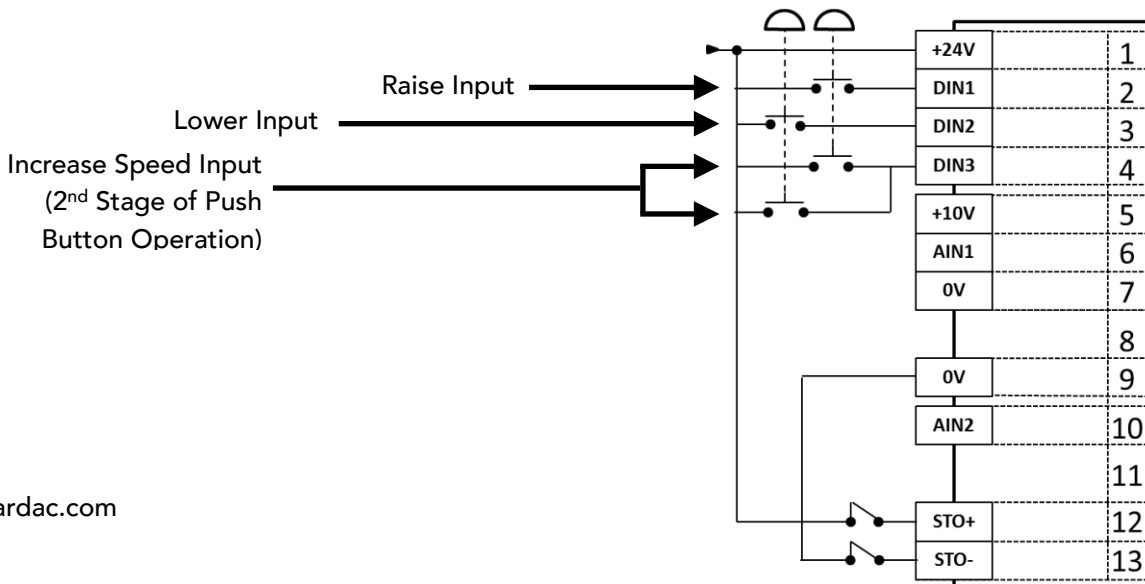 +24V 1
Raise Input DIN1 2
Lower Input DIN2 3
Increase Speed Input DIN3 4
(2nd Stage of Push
Button Operation)
+10V 5
AIN1 6
0V 7
8
0V 9
AIN2 10
11
ardac.com
STO+ 12
STO- 13